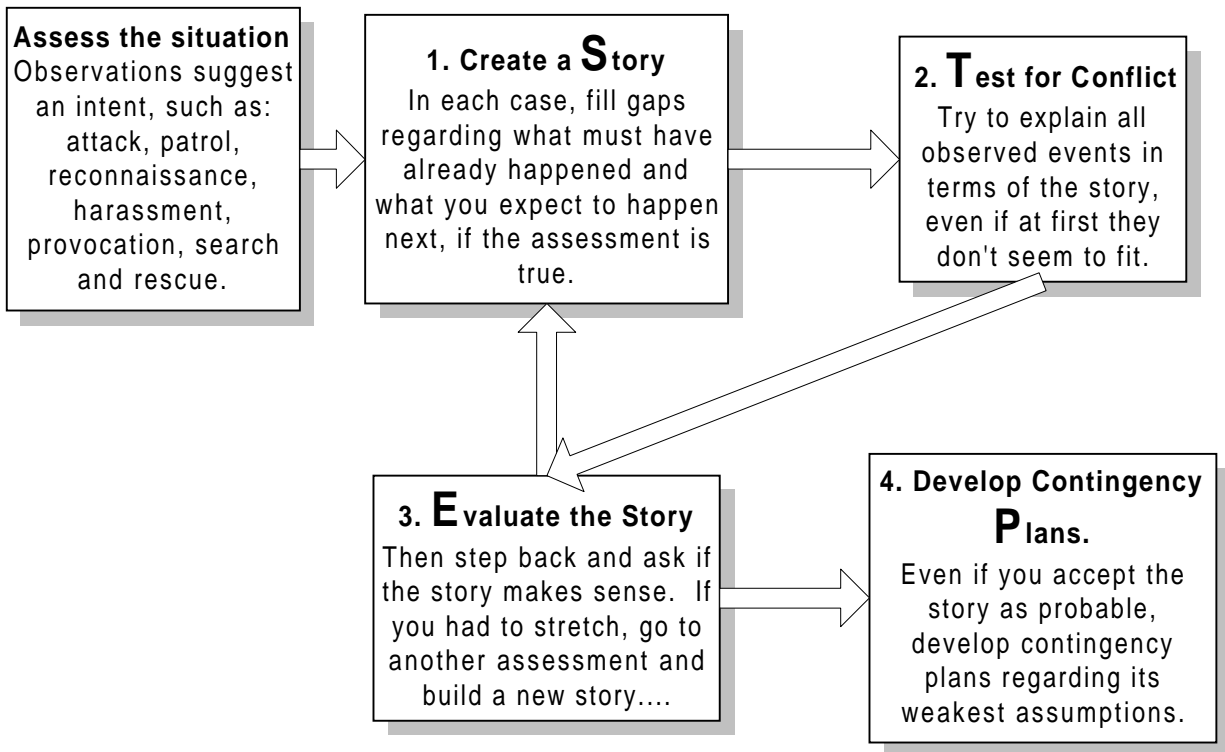 Assess the situation
Observations suggest
an intent, such as:
attack, patrol,
reconnaissance,
harassment,
provocation, search
and rescue.
1. Create a Story
In each case, fill gaps
regarding what must have
already happened and
what you expect to happen
next, if the assessment is
true.
2. Test for Conflict
Try to explain all
observed events in
terms of the story,
even if at first they
don't seem to fit.
3. Evaluate the Story
Then step back and ask if
the story makes sense. If
you had to stretch, go to
another assessment and
build a new story....
4. Develop Contingency
Plans.
Even if you accept the
story as probable,
develop contingency
plans regarding its
weakest assumptions.